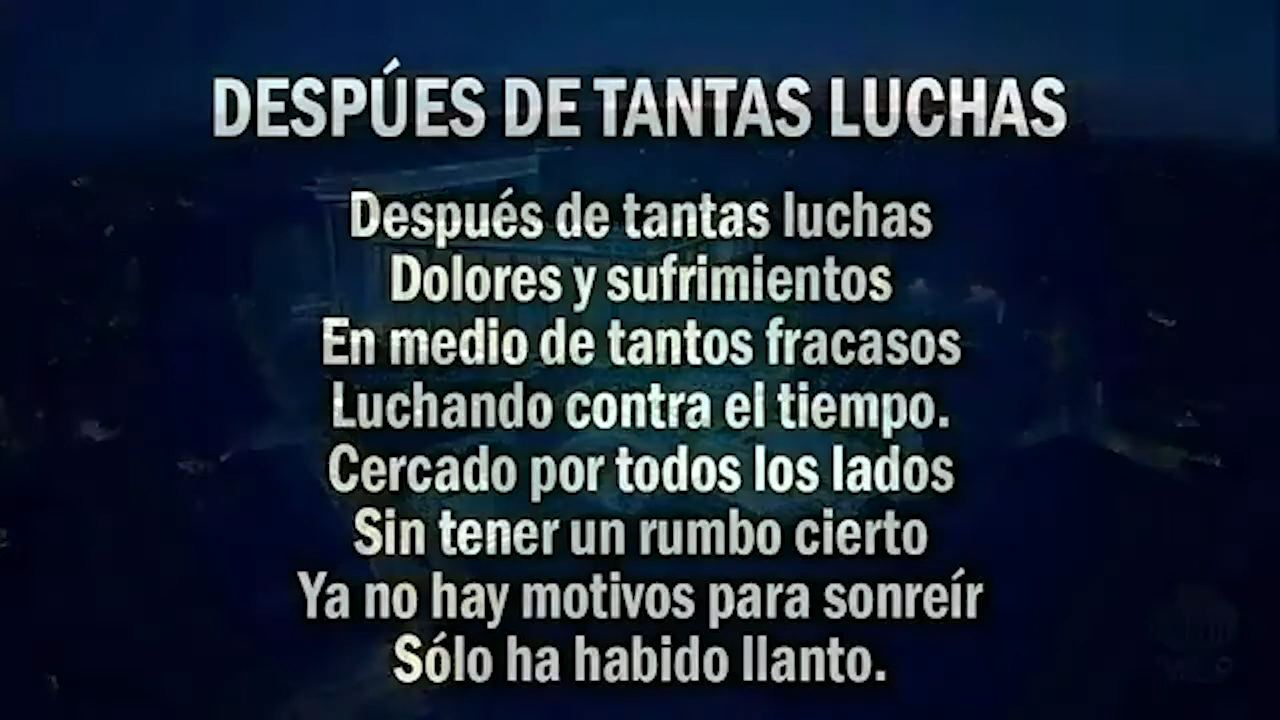 DESPÚES DE TANTAS LUCHAS
Después de tantas luchas
Dolores y sufrimientos
En medio de tantos fracasos
Luchando contra el tiempo.
Cercado por todos los lados
Sin tener un rumbo cierto
Ya no hay motivos para sonreír
Sólo ha habido llanto.